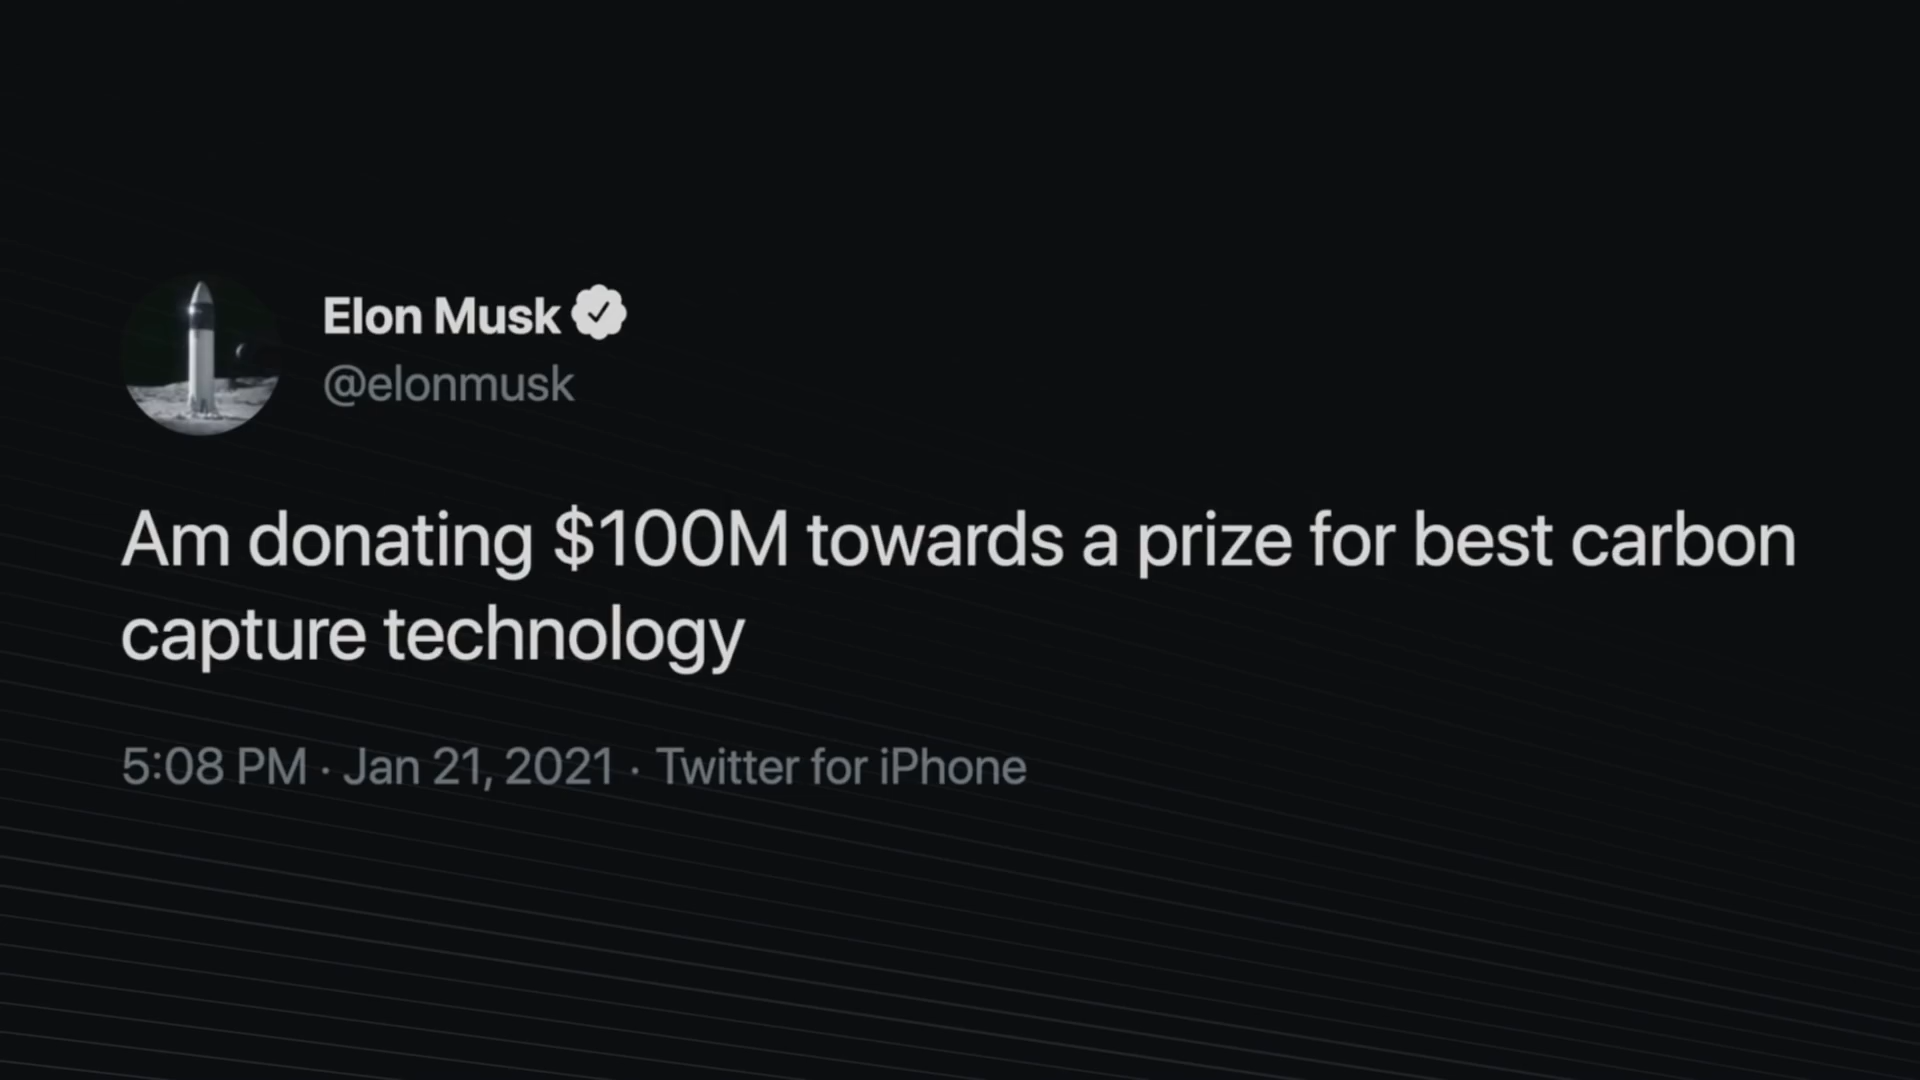 Elon Musk
@elonmusk
Am donating $100M towards a prize for best carbon
capture technology
5:08 PM · Jan 21, 2021 · Twitter for iPhone